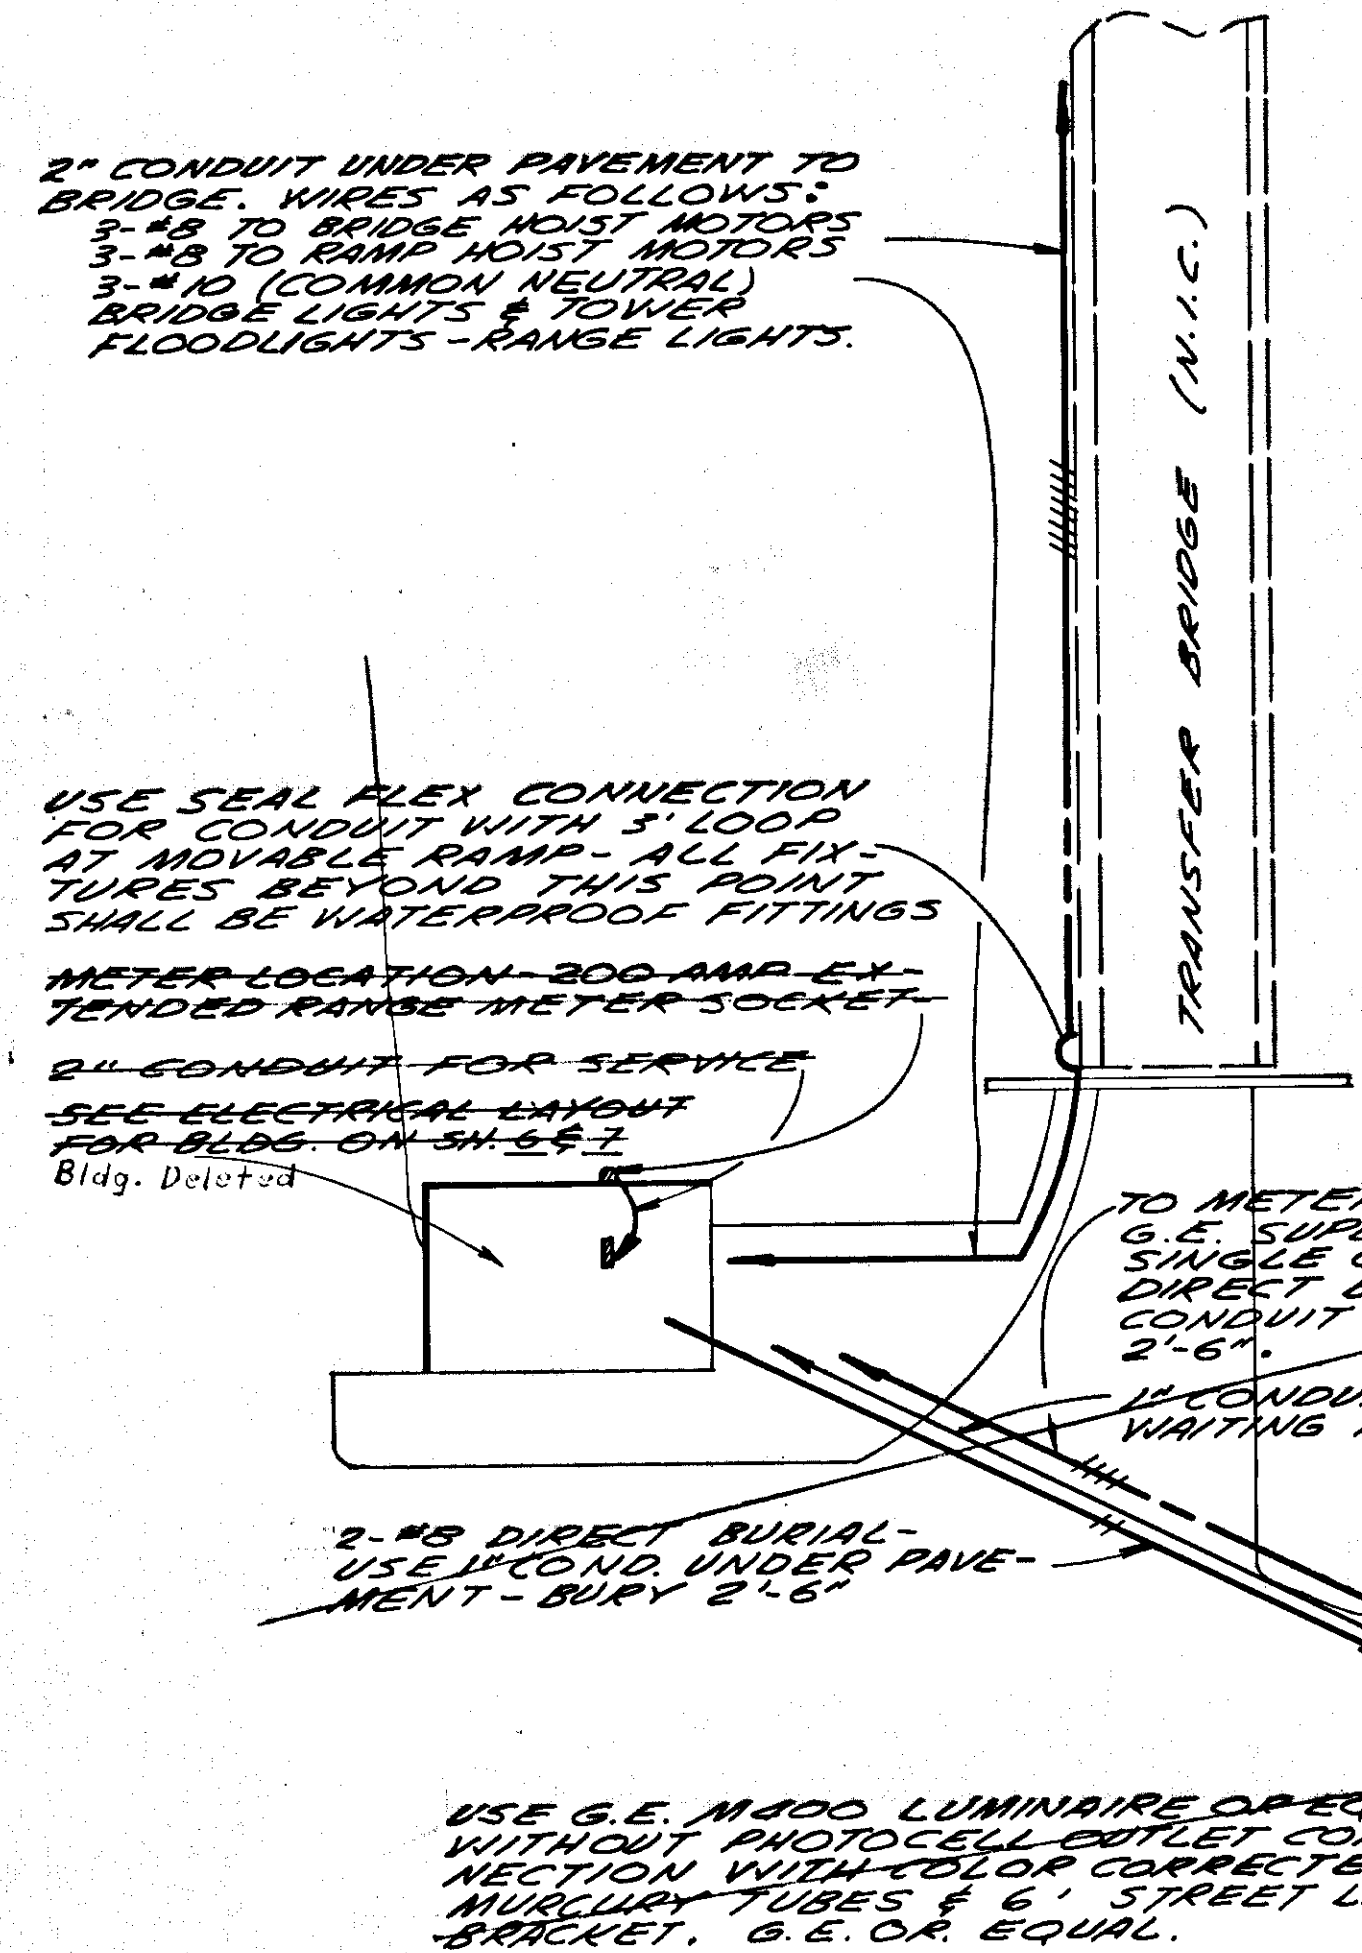 2" CONDUIT UNDER PAVEMENT TO
BRIDGE. WIRES AS FOLLOWS:
3-#8 TO BRIDGE HOIST MOTORS
3-#8 TO RAMP HOIST MOTORS
3-#10 (COMMON NEUTRAL)
BRIDGE LIGHTS & TOWER
FLOODLIGHTS-RANGE LIGHTS.
TRANSFER BRIDGE (N.I.C.)
USE SEAL FLEX CONNECTION
FOR CONDUIT WITH 3' LOOP
AT MOVABLE RAMP- ALL FIX-
TURES BEYOND THIS POINT
SHALL BE WATERPROOF FITTINGS
METER LOCATION-200 AMP EX-
TENDED RANGE METER SOCKET-
2" CONDUIT FOR SERVICE
SEE ELECTRICAL LAYOUT
FOR BLDG. ON SH. 6 & 7
Bldg. Deleted
TO METER
G.E. SUP
SINGLE
DIRECT
CONDUIT
2'-6".
1" CONDU
WAITING
2-#8 DIRECT BURIAL-
USE 1" COND. UNDER PAVE-
MENT-BURY 2'-6"
USE G.E. M400 LUMINAIRE OR EQ
WITHOUT PHOTOCELL OUTLET CON
NECTION WITH COLOR CORRECTE
MURCURY TUBES & 6' STREET L
BRACKET. G.E. OR. EQUAL.